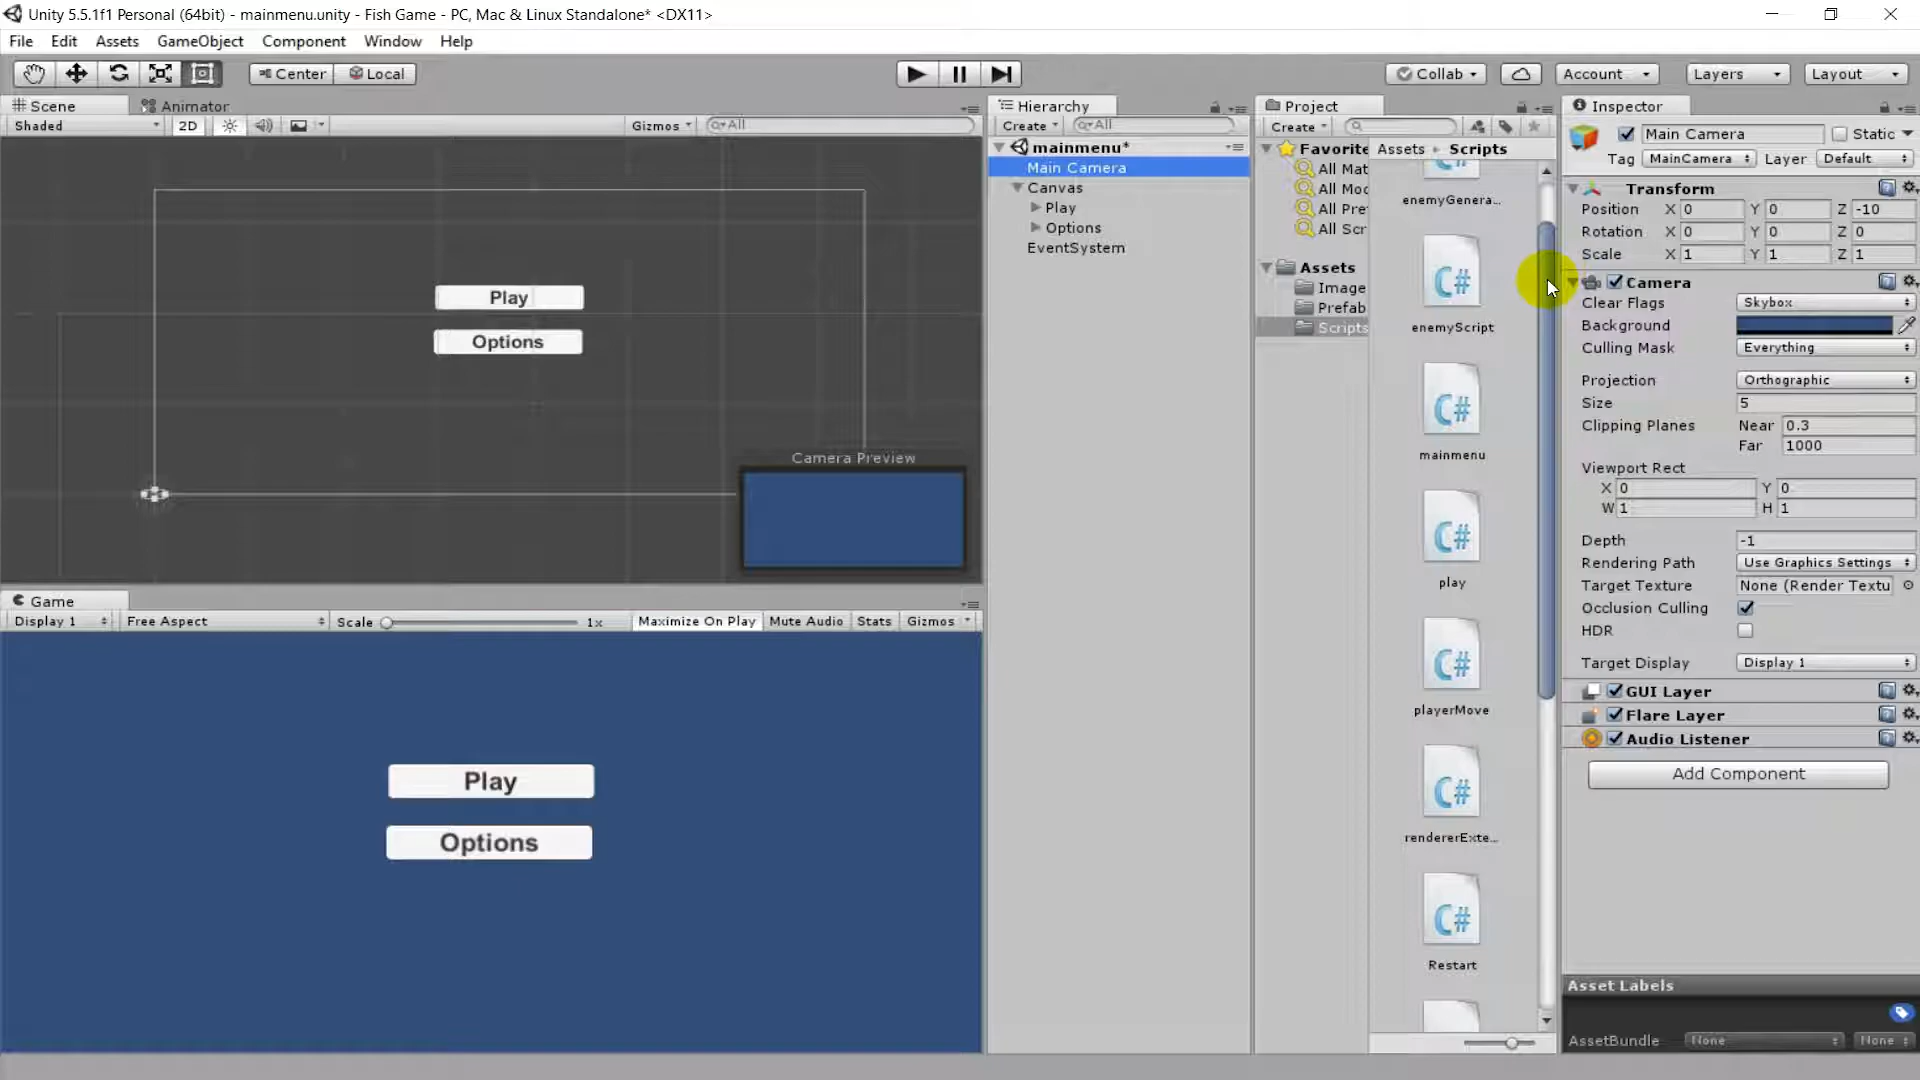 Unity 5.5.1f1 Personal (64bit) - mainmenu.unity - Fish Game - PC, Mac & Linux Standalone* <DX11>
File Edit Assets GameObject Component Window Help
Center Local
Collab Account Layers Layout
Scene Animator
Shaded 2D Gizmos All
Hierarchy
Create All
mainmenu*
Main Camera
Canvas
Play
Options
EventSystem
Play
Options
Camera Preview
Game
Display 1 Free Aspect Scale 1x Maximize On Play Mute Audio Stats Gizmos
Play
Options
Project
Create
Favorite
All Mat
All Moc
All Pre
All Scr
Assets
Image
Prefab
Scripts
Assets Scripts
enemyGenera...
C#
enemyScript
C#
mainmenu
C#
play
C#
playerMove
C#
rendererExte...
C#
Restart
Inspector
Main Camera Static
Tag MainCamera Layer Default
Transform
Position X 0 Y 0 Z -10
Rotation X 0 Y 0 Z 0
Scale X 1 Y 1 Z 1
Camera
Clear Flags Skybox
Background
Culling Mask Everything
Projection Orthographic
Size 5
Clipping Planes Near 0.3
Far 1000
Viewport Rect
X 0 Y 0
W 1 H 1
Depth -1
Rendering Path Use Graphics Settings
Target Texture None (Render Textu
Occlusion Culling
HDR
Target Display Display 1
GUI Layer
Flare Layer
Audio Listener
Add Component
Asset Labels
AssetBundle None None